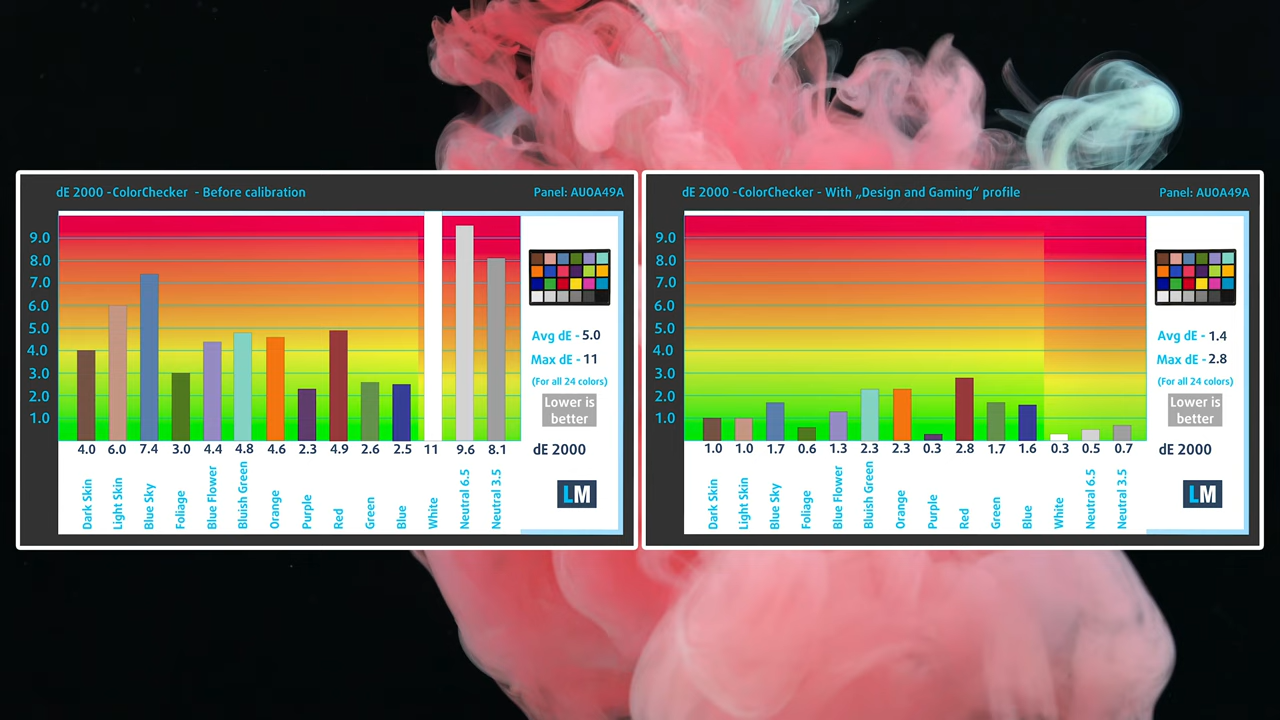 dE 2000 -ColorChecker - Before calibration
Panel: AUOA49A
9.0
8.0
7.0
6.0
5.0
4.0
3.0
2.0
1.0
4.0 6.0 7.4 3.0 4.4 4.8 4.6 2.3 4.9 2.6 2.5 11 9.6 8.1
Dark Skin
Light Skin
Blue Sky
Foliage
Blue Flower
Bluish Green
Orange
Purple
Red
Green
Blue
White
Neutral 6.5
Neutral 3.5
Avg dE - 5.0
Max dE - 11
(For all 24 colors)
Lower is
better
dE 2000
LM
dE 2000 -ColorChecker - With „Design and Gaming“ profile
Panel: AUOA49A
9.0
8.0
7.0
6.0
5.0
4.0
3.0
2.0
1.0
1.0 1.0 1.7 0.6 1.3 2.3 2.3 0.3 2.8 1.7 1.6 0.3 0.5 0.7
Dark Skin
Light Skin
Blue Sky
Foliage
Blue Flower
Bluish Green
Orange
Purple
Red
Green
Blue
White
Neutral 6.5
Neutral 3.5
Avg dE - 1.4
Max dE - 2.8
(For all 24 colors)
Lower is
better
dE 2000
LM